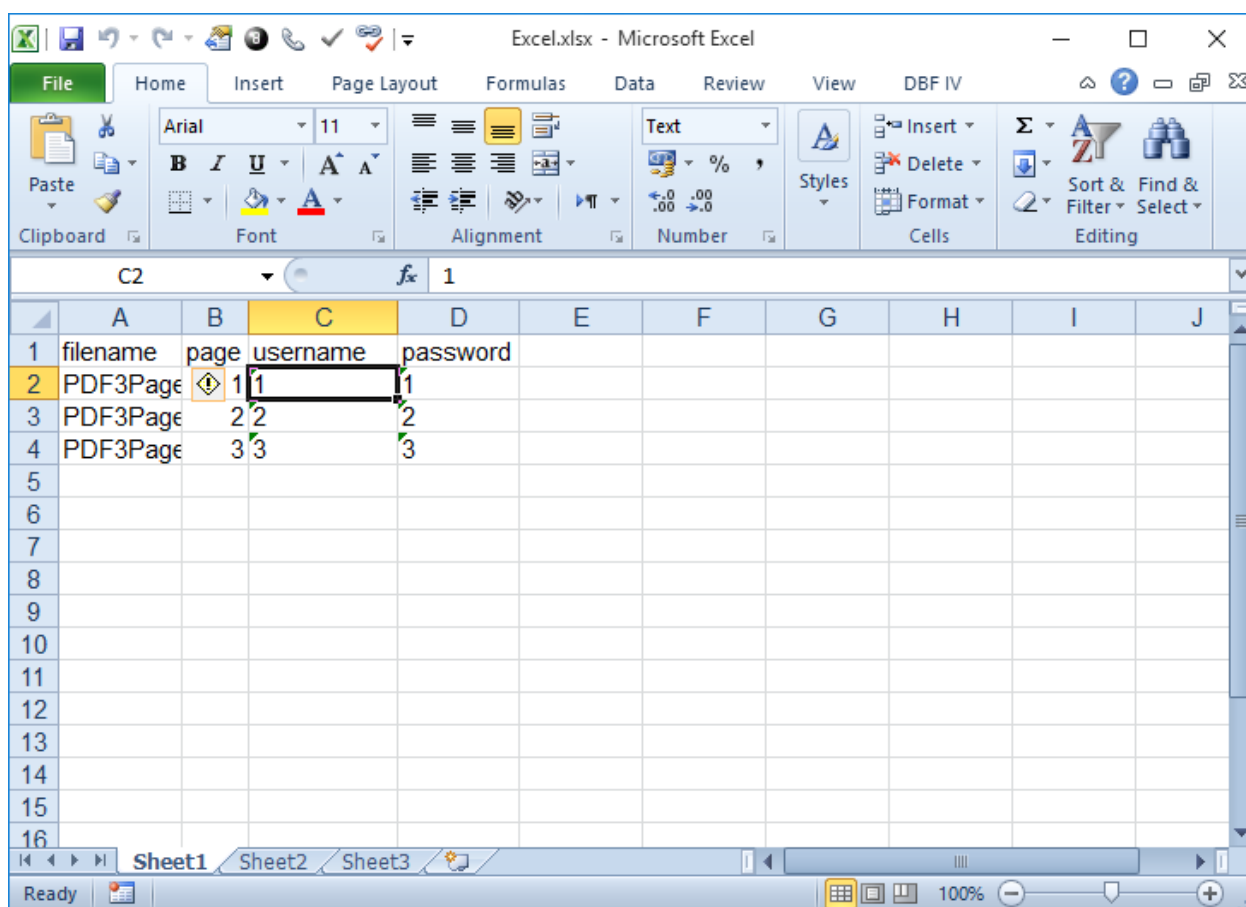 Excel.xlsx - Microsoft Excel
File Home Insert Page Layout Formulas Data Review View DBF IV
Arial 11 Text Insert Σ
B I U A A % , Delete
Paste Styles Sort & Find &
A .00 .0 Format Filter Select
Clipboard Font Alignment Number Cells Editing
C2 fx 1
A B C D E F G H I J
1 filename page username password
2 PDF3Page 1 1 1
3 PDF3Page 2 2 2
4 PDF3Page 3 3 3
5
6
7
8
9
10
11
12
13
14
15
16
Sheet1 Sheet2 Sheet3
Ready 100%